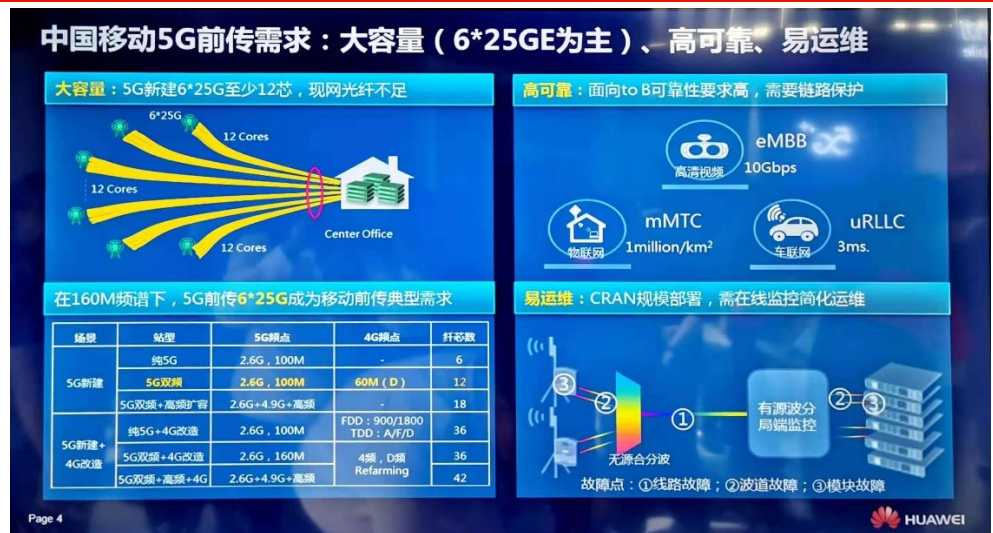 中国移动5G前传需求：大容量（6*25GE为主）、高可靠、易运维
大容量：5G新建6*25G至少12芯，现网光纤不足
6*25G
12 Cores
12 Cores
12 Cores
Center Office
高可靠：面向to B可靠性要求高，需要链路保护
高清视频
eMBB
10Gbps
物联网
mMTC
1million/km²
车联网
uRLLC
3ms.
在160M频谱下，5G前传6*25G成为移动前传典型需求
场景 站型 5G频点 4G频点 纤芯数
5G新建
纯5G 2.6G，100M - 6
5G双频 2.6G，100M 60M（D） 12
5G双频+高频扩容 2.6G+4.9G+高频 - 18
5G新建+
4G改造
纯5G+4G改造 2.6G，100M FDD：900/1800
TDD：A/F/D 36
5G双频+4G改造 2.6G，160M 4频，D频
Refarming 36
5G双频+高频+4G 2.6G+4.9G+高频 42
易运维：CRAN规模部署，需在线监控简化运维
③
②
①
无源合分波
有源波分
局端监控
②
③
故障点：①线路故障；②波道故障；③模块故障
Page 4
HUAWEI